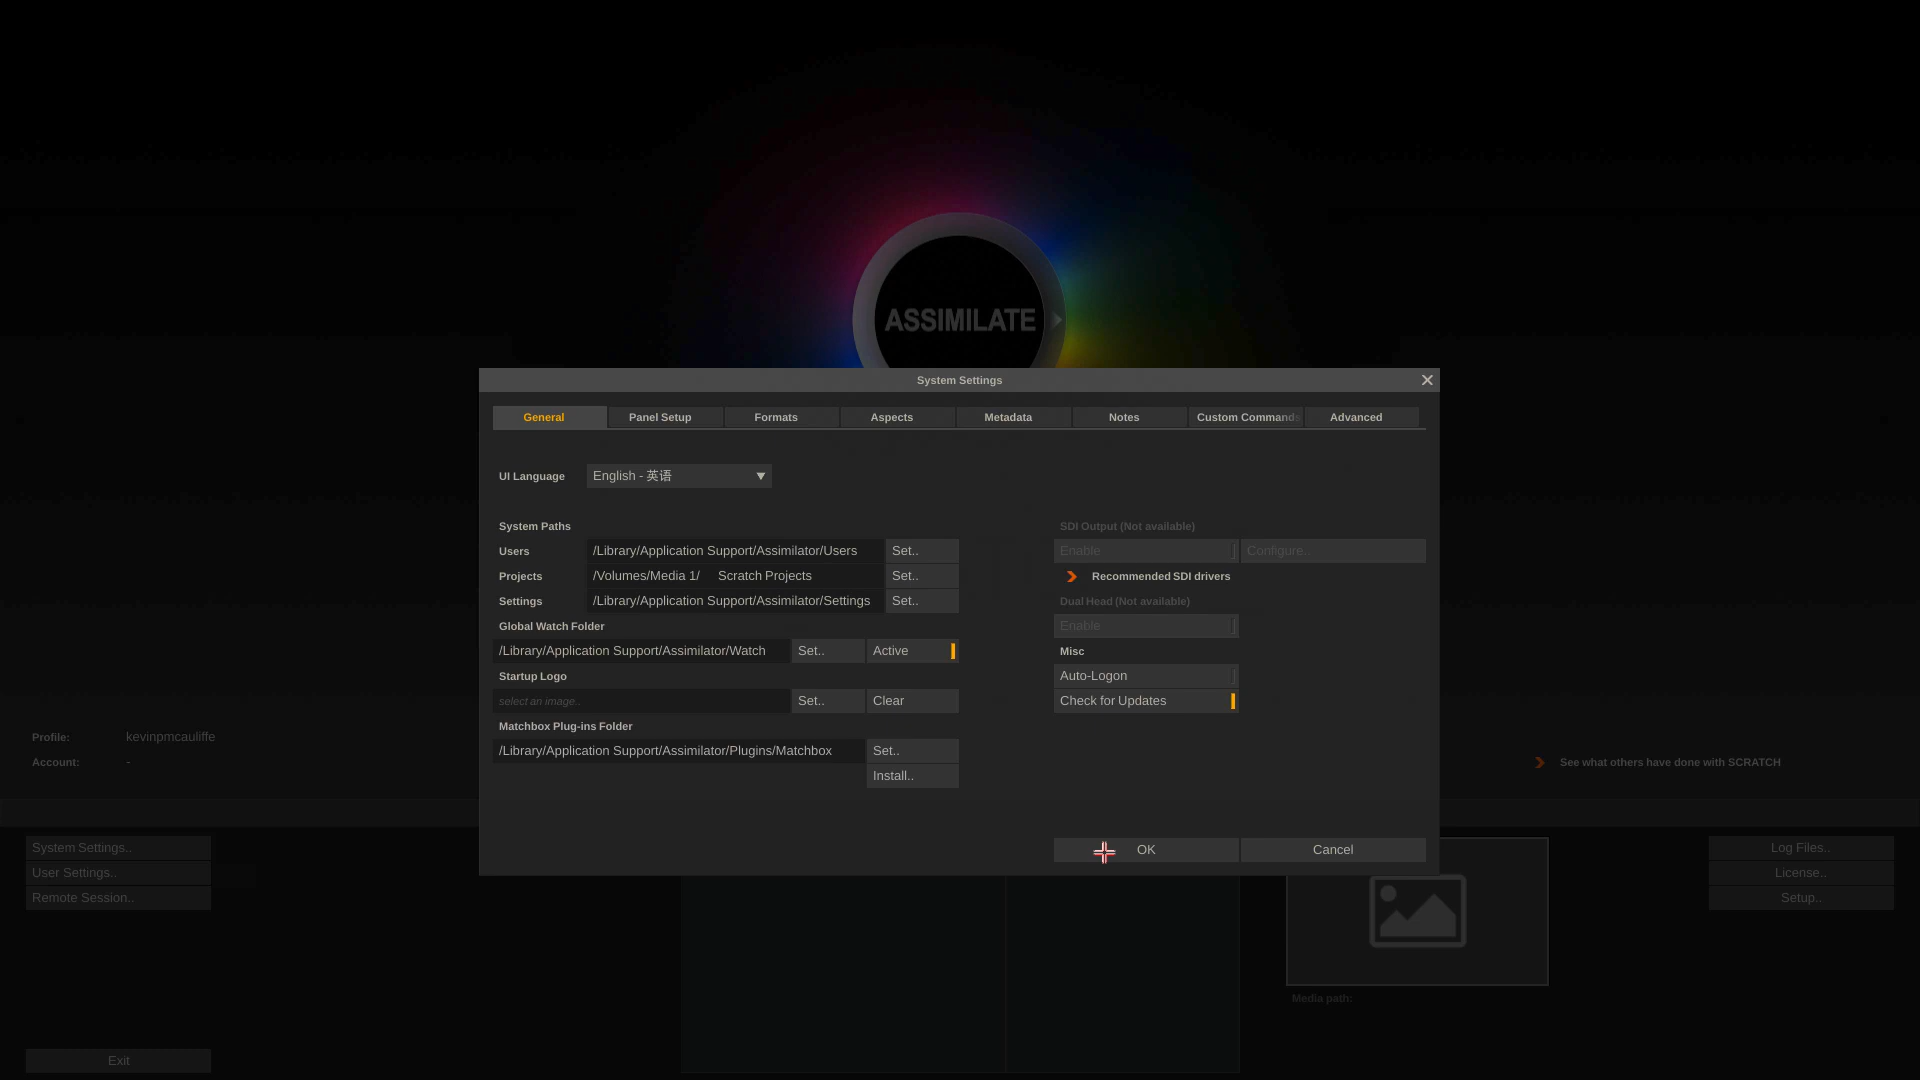 ASSIMILATE
System Settings
General
Panel Setup
Formats
Aspects
Metadata
Notes
Custom Commands
Advanced
UI Language
English - 英语
System Paths
Users
/Library/Application Support/Assimilator/Users
Set..
Projects
/Volumes/Media 1/ Scratch Projects
Set..
Settings
/Library/Application Support/Assimilator/Settings
Set..
Global Watch Folder
/Library/Application Support/Assimilator/Watch
Set..
Active
Startup Logo
select an image..
Set..
Clear
Matchbox Plug-ins Folder
/Library/Application Support/Assimilator/Plugins/Matchbox
Set..
Install..
SDI Output (Not available)
Enable
Configure..
Recommended SDI drivers
Dual Head (Not available)
Enable
Misc
Auto-Logon
Check for Updates
OK
Cancel
Profile:
kevinpmcauliffe
Account:
-
See what others have done with SCRATCH
System Settings..
User Settings..
Remote Session..
Exit
Media path:
Log Files..
License..
Setup..